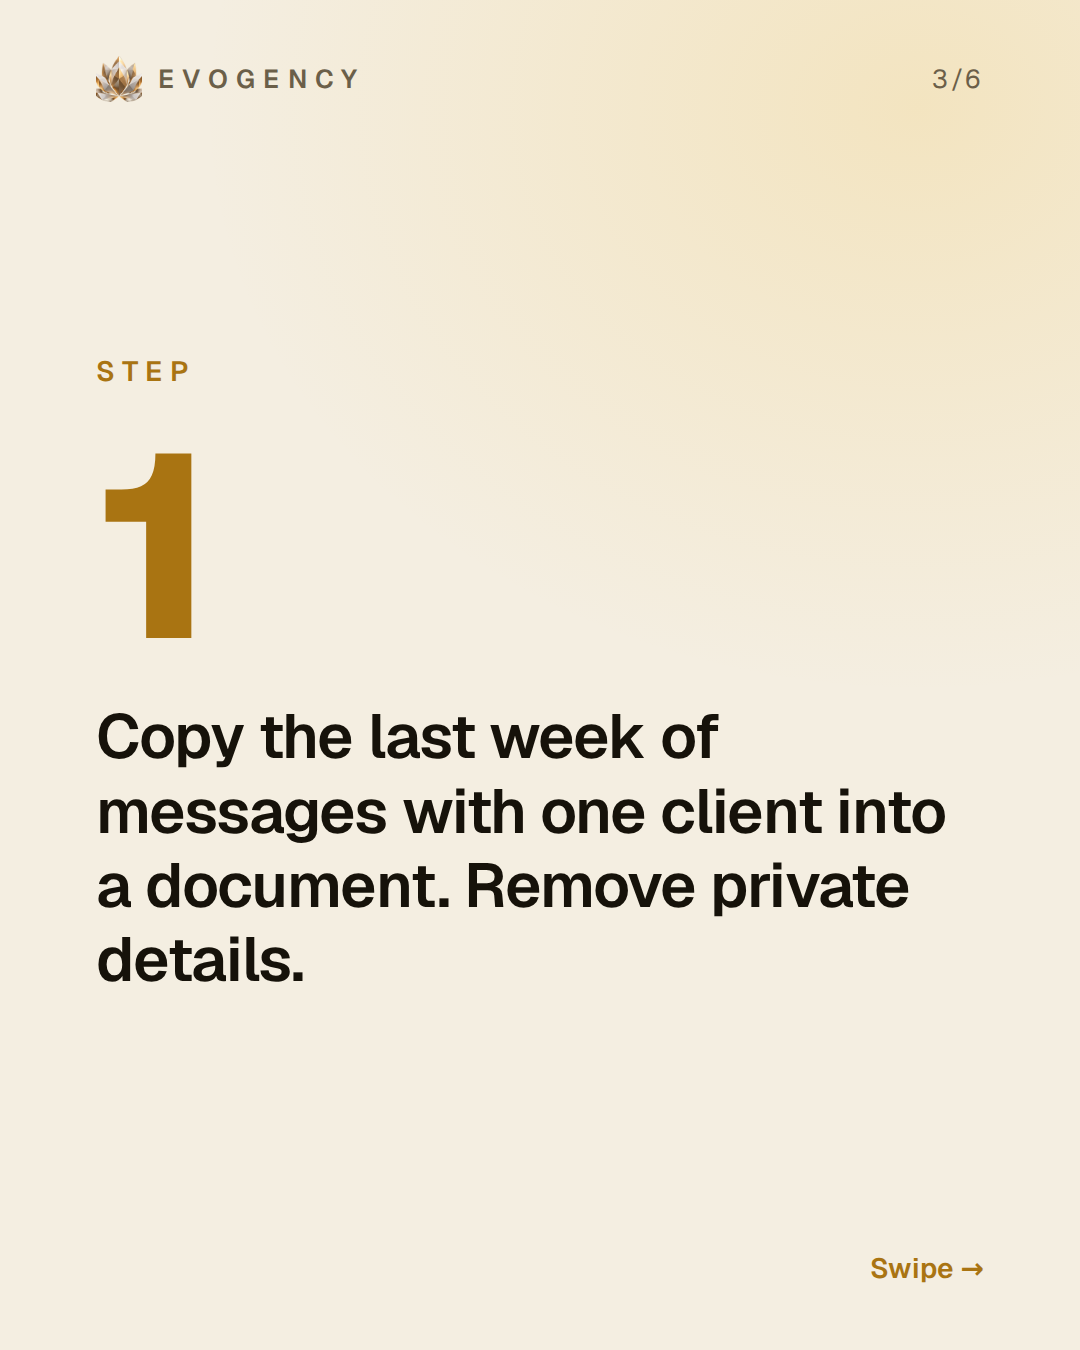 EVOGENCY
3/6
STEP
1
Copy the last week of
messages with one client into
a document. Remove private
details.
Swipe →